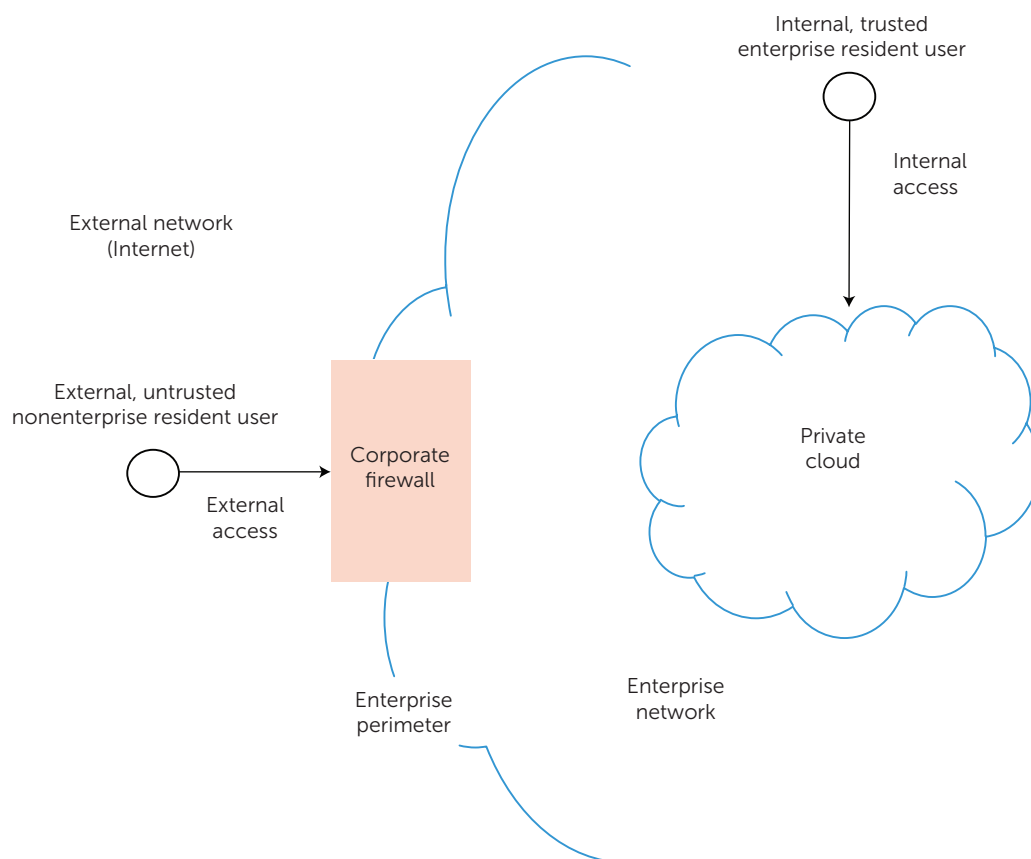 Internal, trusted
enterprise resident user
Internal
access
External network
(Internet)
External, untrusted
nonenterprise resident user
Corporate
firewall
Private
cloud
External
access
Enterprise
perimeter
Enterprise
network